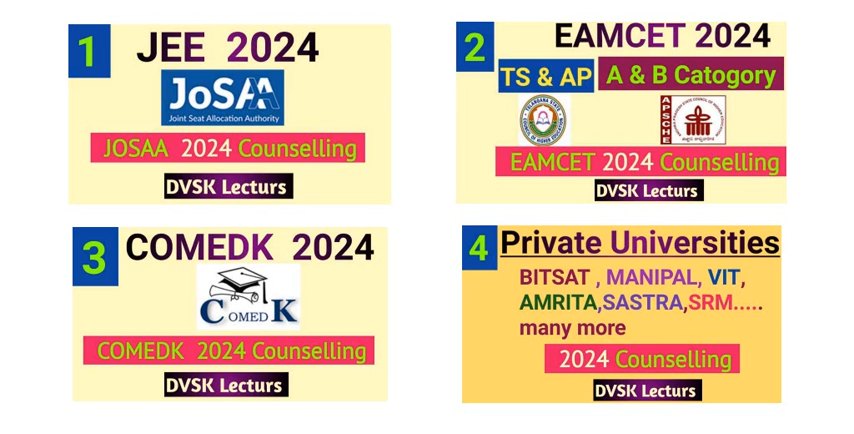 1
JEE 2024
JoSAA
Joint Seat Allocation Authority
JOSAA 2024 Counselling
DVSK Lecturs
2
EAMCET 2024
TS & AP
A & B Catogory
APSCHE
EAMCET 2024 Counselling
DVSK Lecturs
3
COMEDK 2024
COMEDK
COMEDK 2024 Counselling
DVSK Lecturs
4
Private Universities
BITSAT , MANIPAL, VIT,
AMRITA,SASTRA,SRM.....
many more
2024 Counselling
DVSK Lecturs